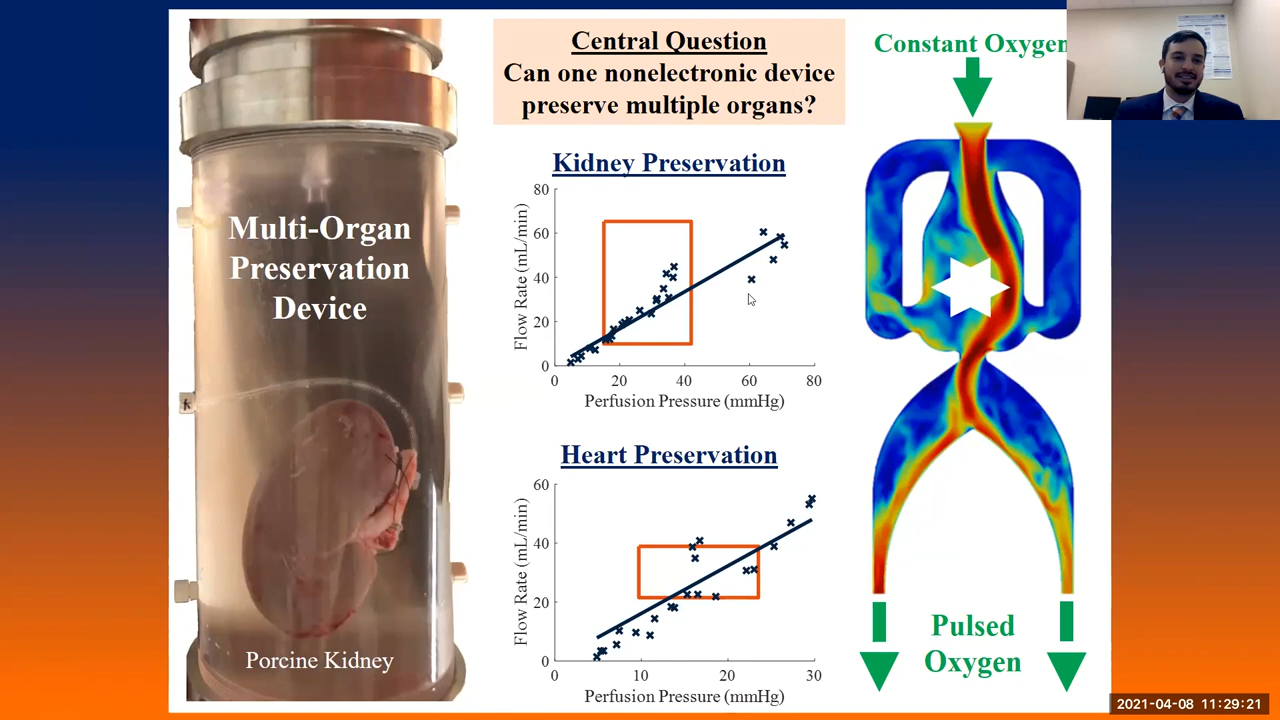 Multi-Organ
Preservation
Device
Porcine Kidney
Central Question
Can one nonelectronic device
preserve multiple organs?
Kidney Preservation
Flow Rate (mL/min)
80
60
40
20
0
0 20 40 60 80
Perfusion Pressure (mmHg)
Heart Preservation
Flow Rate (mL/min)
60
40
20
0
0 10 20 30
Perfusion Pressure (mmHg)
Constant Oxygen
Pulsed
Oxygen
2021-04-08 11:29:21